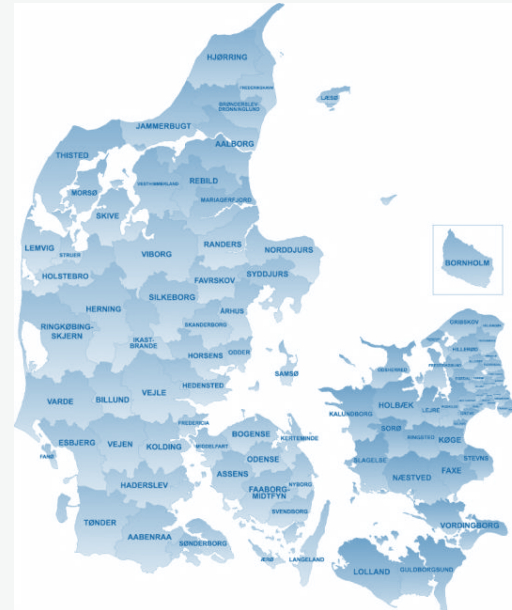 HJØRRING
FREDERIKSHAVN
LÆSØ
BRØNDERSLEV-
DRONNINGLUND
JAMMERBUGT
AALBORG
THISTED
VESTHIMMERLAND
REBILD
MORSØ
MARIAGERFJORD
SKIVE
LEMVIG
STRUER
VIBORG
RANDERS
NORDDJURS
HOLSTEBRO
FAVRSKOV
SYDDJURS
BORNHOLM
SILKEBORG
HERNING
ÅRHUS
RINGKØBING-
SKJERN
SKANDERBORG
IKAST-
BRANDE
HORSENS
ODDER
SAMSØ
HEDENSTED
VARDE
BILLUND
VEJLE
FREDERICIA
ESBJERG
VEJEN
KOLDING
MIDDELFART
BOGENSE
KERTEMINDE
FANØ
ODENSE
ASSENS
HADERSLEV
FAABORG-
MIDTFYN
NYBORG
SVENDBORG
TØNDER
AABENRAA
SØNDERBORG
ÆRØ
LANGELAND
GRIBSKOV
HILLERØD
ODSHERRED
KALUNDBORG
HOLBÆK
LEJRE
SORØ
RINGSTED
KØGE
SLAGELSE
STEVNS
NÆSTVED
FAXE
VORDINGBORG
LOLLAND
GULDBORGSUND